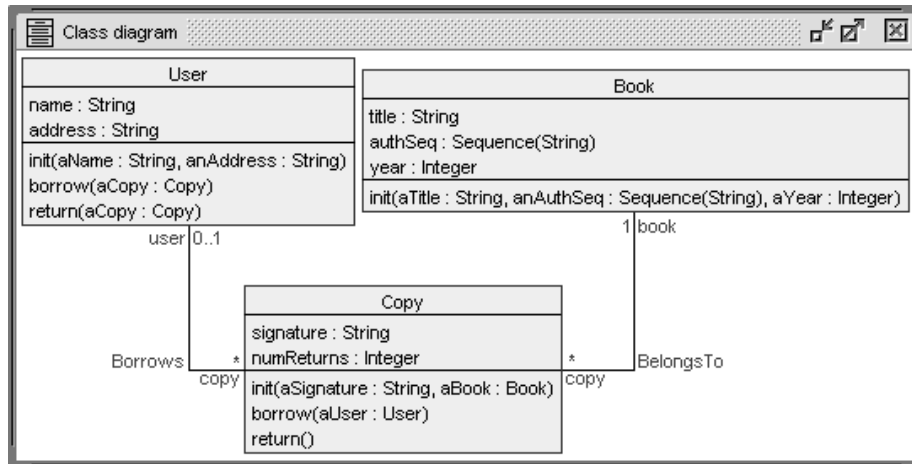 Class diagram
User
name : String
address : String
init(aName : String, anAddress : String)
borrow(aCopy : Copy)
return(aCopy : Copy)
Book
title : String
authSeq : Sequence(String)
year : Integer
init(aTitle : String, anAuthSeq : Sequence(String), aYear : Integer)
user 0..1
1 book
Copy
signature : String
numReturns : Integer
init(aSignature : String, aBook : Book)
borrow(aUser : User)
return()
Borrows * 
copy
* BelongsTo
copy